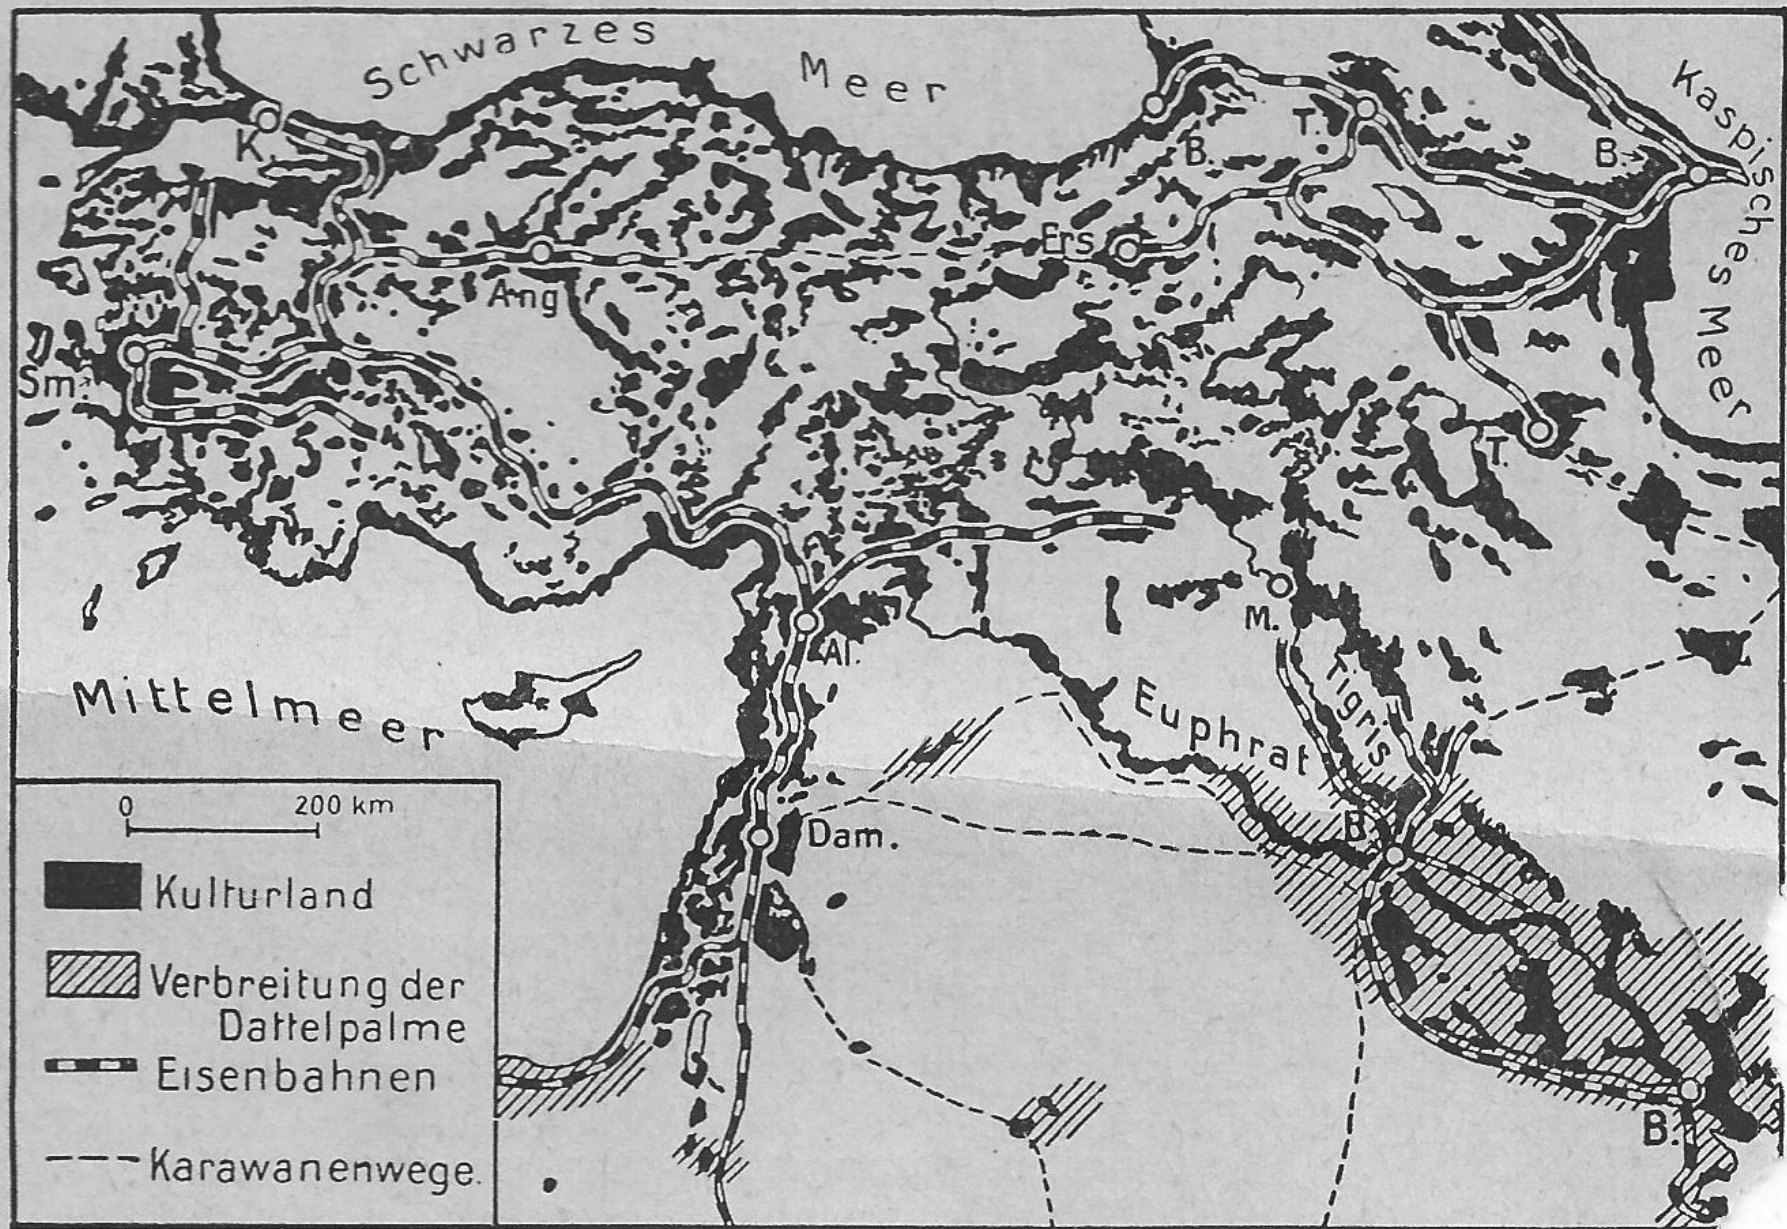 Schwarzes Meer
Kaspisches Meer
K.
B.
T.
B.
Ers
Ang
Sm.
T.
M.
Al.
Mittelmeer
Euphrat
Tigris
Dam.
B.
B.
0 200 km
Kulturland
Verbreitung der
Dattelpalme
Eisenbahnen
Karawanenwege.